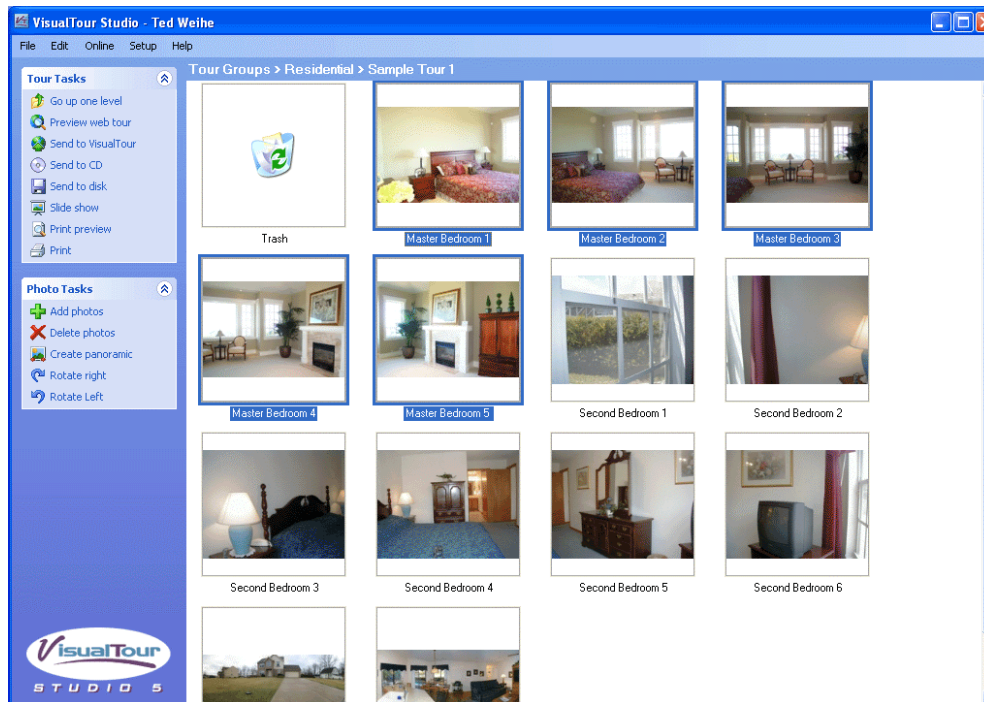 VisualTour Studio - Ted Weihe
File Edit Online Setup Help
Tour Groups > Residential > Sample Tour 1
Tour Tasks
Go up one level
Preview web tour
Send to VisualTour
Send to CD
Send to disk
Slide show
Print preview
Print
Photo Tasks
Add photos
Delete photos
Create panoramic
Rotate right
Rotate Left
Trash
Master Bedroom 1
Master Bedroom 2
Master Bedroom 3
Master Bedroom 4
Master Bedroom 5
Second Bedroom 1
Second Bedroom 2
Second Bedroom 3
Second Bedroom 4
Second Bedroom 5
Second Bedroom 6
VisualTour
STUDIO 5